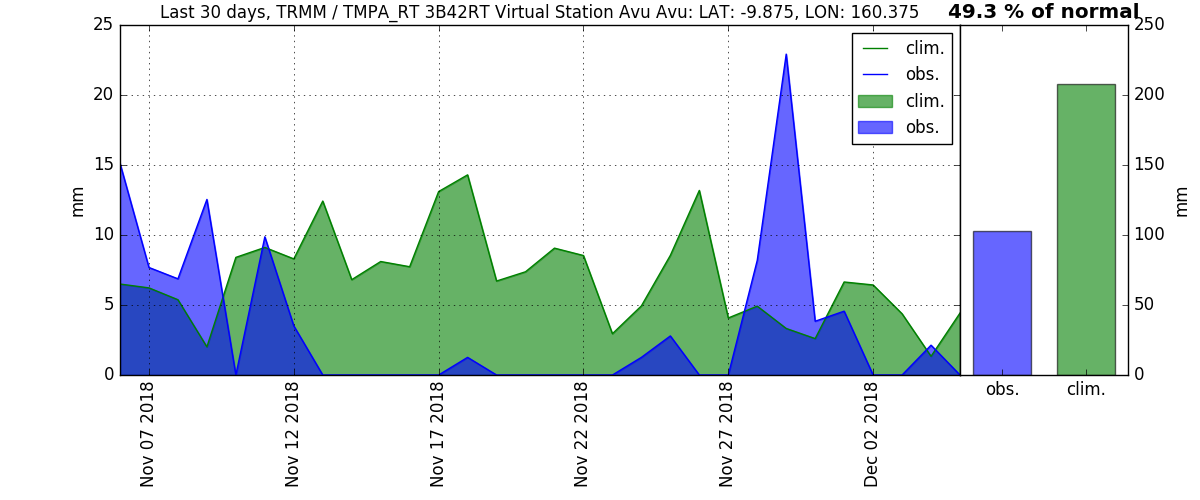 Last 30 days, TRMM / TMPA_RT 3B42RT Virtual Station Avu Avu: LAT: -9.875, LON: 160.375
49.3 % of normal
25
20
15
10
5
0
mm
clim.
obs.
clim.
obs.
Nov 07 2018
Nov 12 2018
Nov 17 2018
Nov 22 2018
Nov 27 2018
Dec 02 2018
250
200
150
100
50
0
mm
obs.
clim.